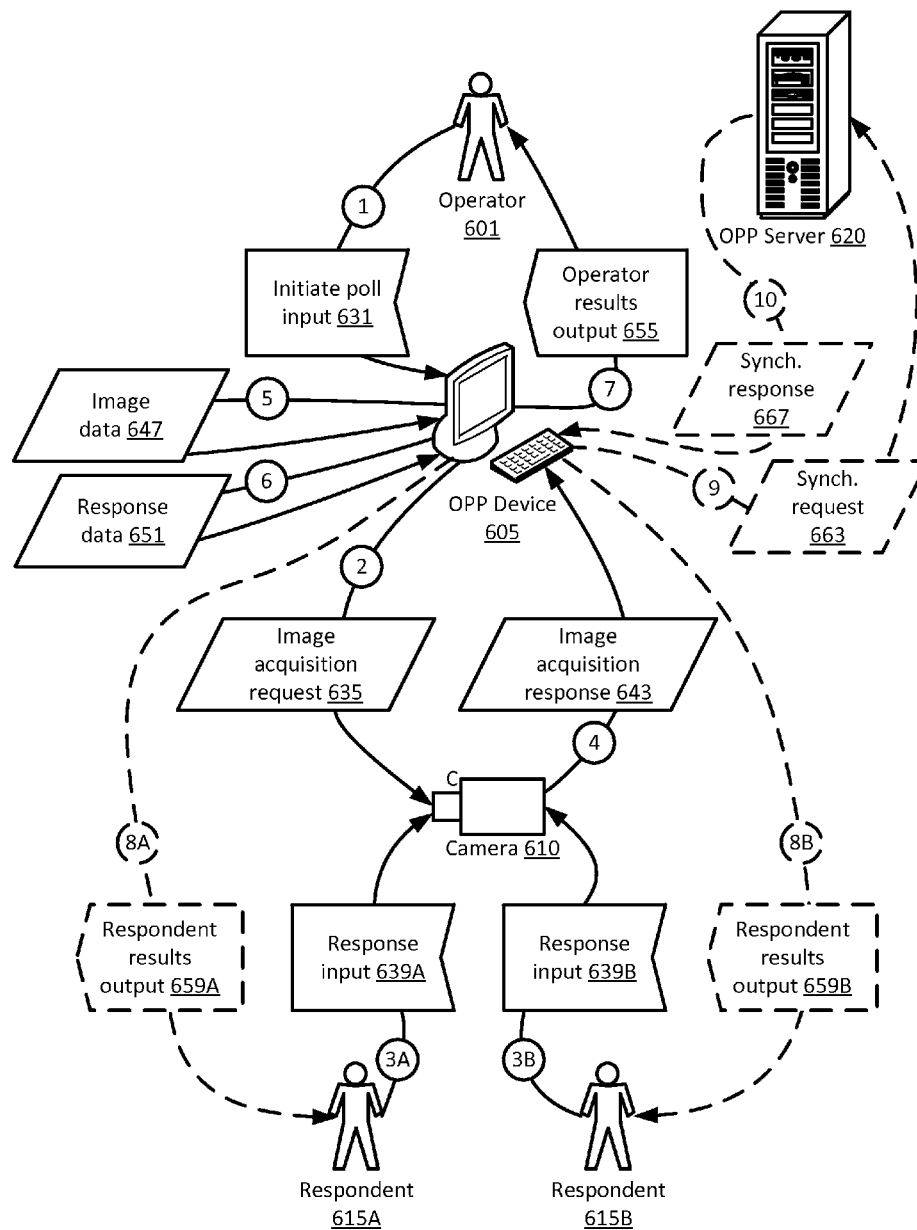 Operator
601
OPP Server 620
1
Initiate poll
input 631
Operator
results
output 655
10
Synch.
response
667
7
Image
data 647
5
Response
data 651
6
OPP Device
605
9
Synch.
request
663
2
Image
acquisition
request 635
Image
acquisition
response 643
4
C
Camera 610
8A
8B
Respondent
results
output 659A
Response
input 639A
Response
input 639B
Respondent
results
output 659B
3A
3B
Respondent
615A
Respondent
615B